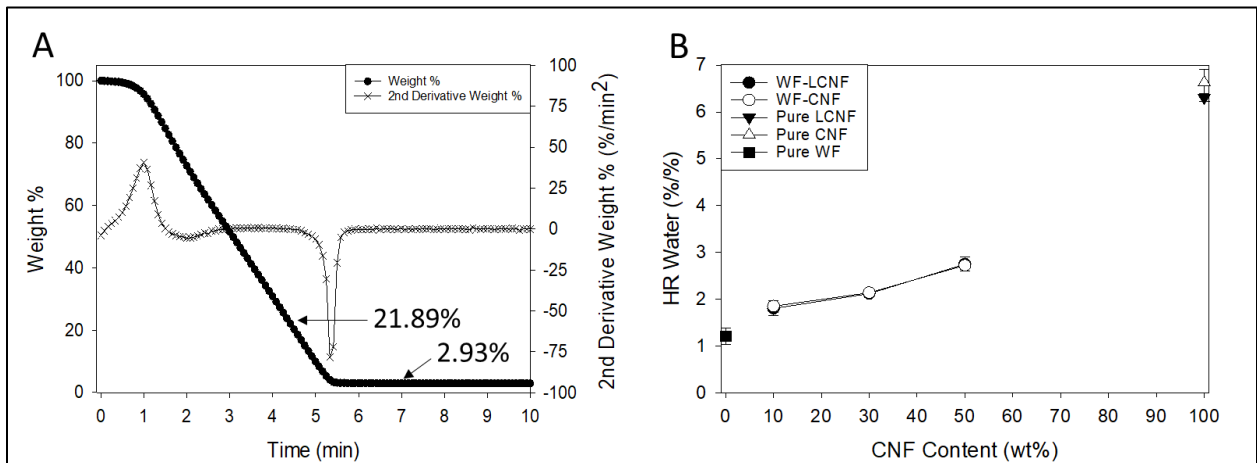 A
Weight %
2nd Derivative Weight %
100
80
60
40
20
0
Weight %
100
75
50
25
0
-25
-50
-75
-100
2nd Derivative Weight % (%/min2)
21.89%
2.93%
0 1 2 3 4 5 6 7 8 9 10
Time (min)
B
WF-LCNF
WF-CNF
Pure LCNF
Pure CNF
Pure WF
7
6
5
4
3
2
1
0
HR Water (%/%)
0 10 20 30 40 50 60 70 80 90 100
CNF Content (wt%)